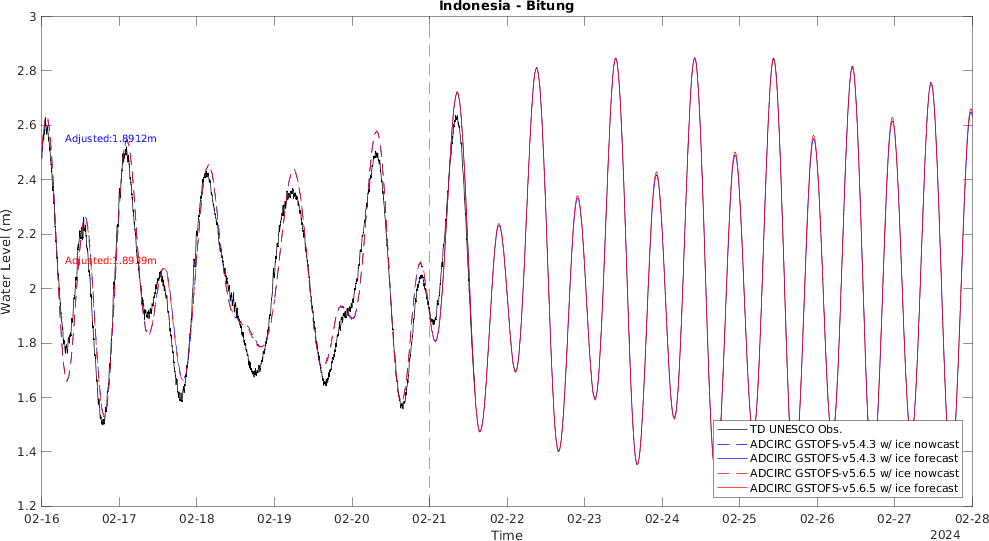 Indonesia - Bitung
3
2.8
2.6
2.4
2.2
2
1.8
1.6
1.4
1.2
Water Level (m)
Adjusted:1.8912m
Adjusted:1.8939m
TD UNESCO Obs.
ADCIRC GSTOFS-v5.4.3 w/ ice nowcast
ADCIRC GSTOFS-v5.4.3 w/ ice forecast
ADCIRC GSTOFS-v5.6.5 w/ ice nowcast
ADCIRC GSTOFS-v5.6.5 w/ ice forecast
02-16 02-17 02-18 02-19 02-20 02-21 02-22 02-23 02-24 02-25 02-26 02-27 02-28
Time
2024